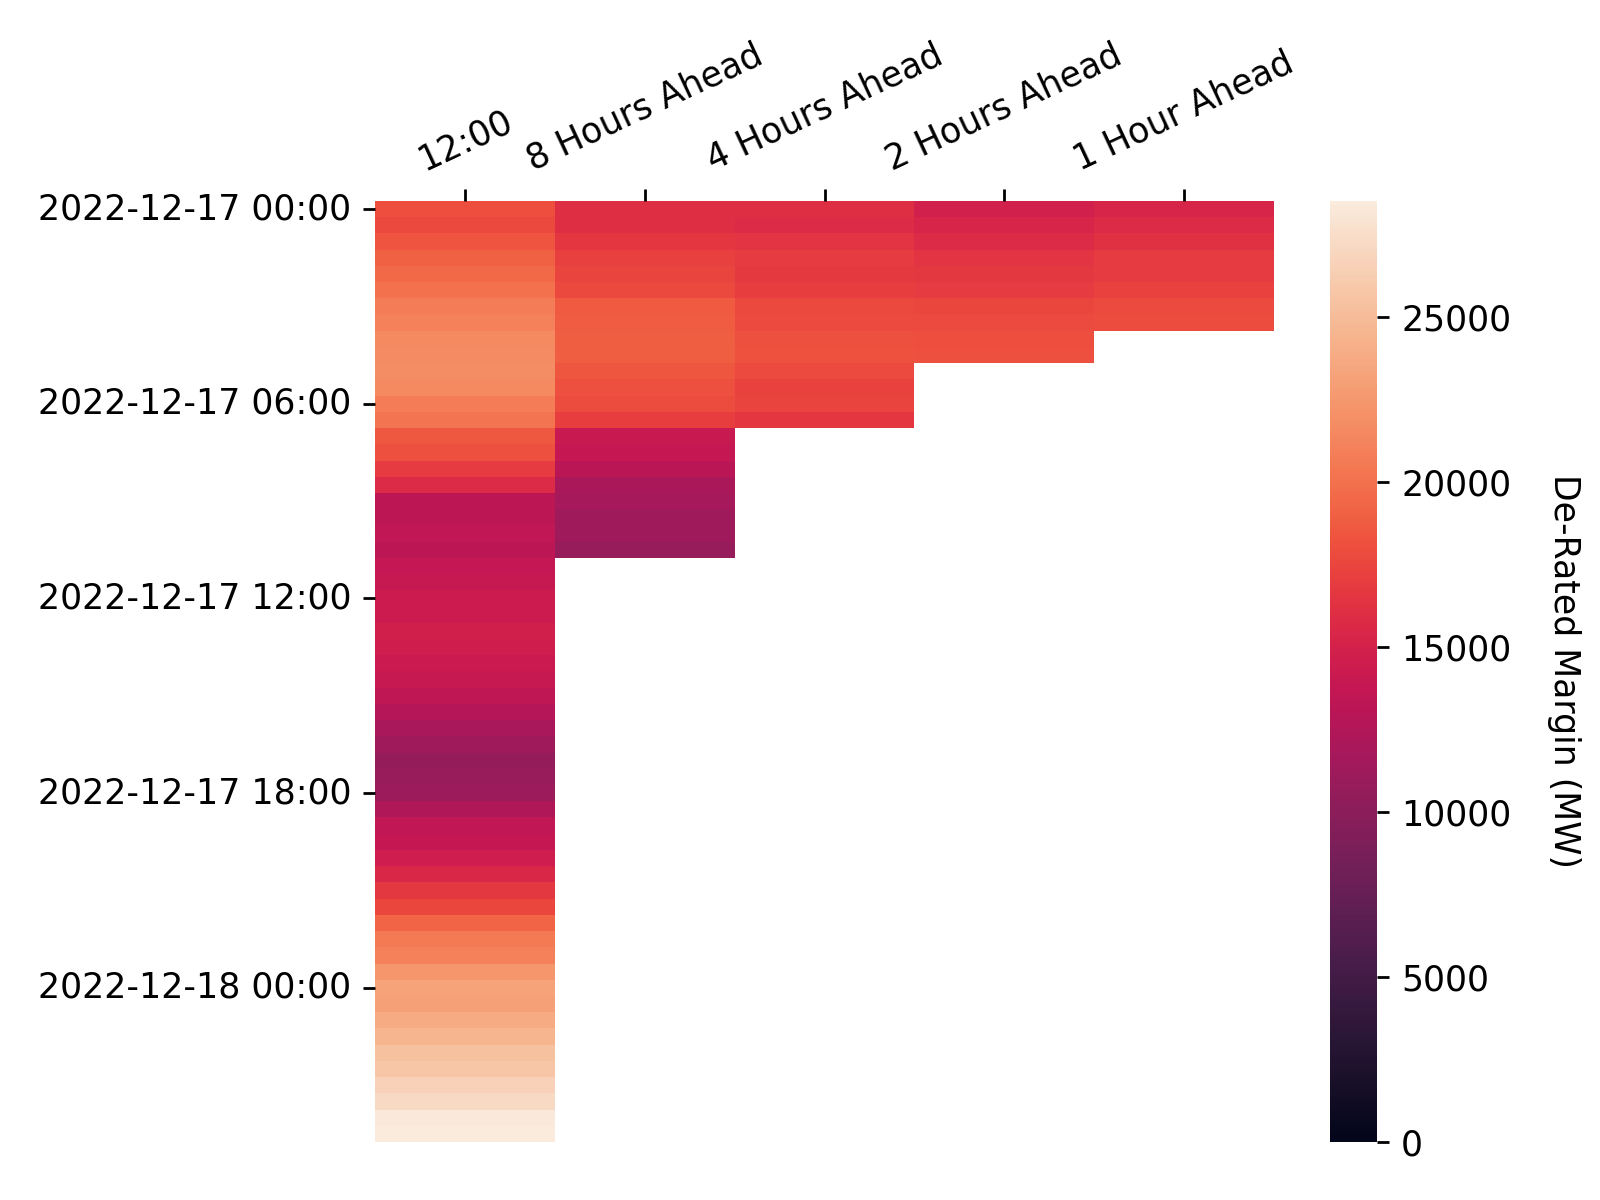 12:00
8 Hours Ahead
4 Hours Ahead
2 Hours Ahead
1 Hour Ahead
2022-12-17 00:00
2022-12-17 06:00
2022-12-17 12:00
2022-12-17 18:00
2022-12-18 00:00
25000
20000
15000
10000
5000
0
De-Rated Margin (MW)